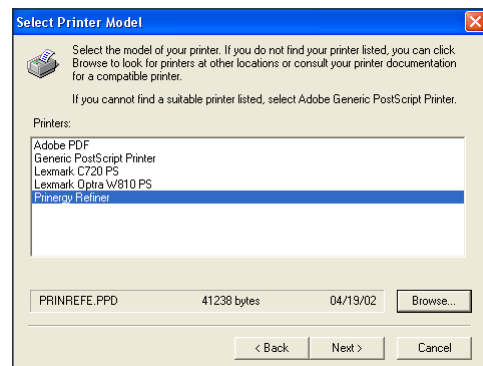 Select Printer Model
Select the model of your printer. If you do not find your printer listed, you can click
Browse to look for printers at other locations or consult your printer documentation
for a compatible printer.
If you cannot find a suitable printer listed, select Adobe Generic PostScript Printer.
Printers:
Adobe PDF
Generic PostScript Printer
Lexmark C720 PS
Lexmark Optra W810 PS
Prinergy Refiner
PRINREFE.PPD 41238 bytes 04/19/02 Browse...
< Back Next > Cancel